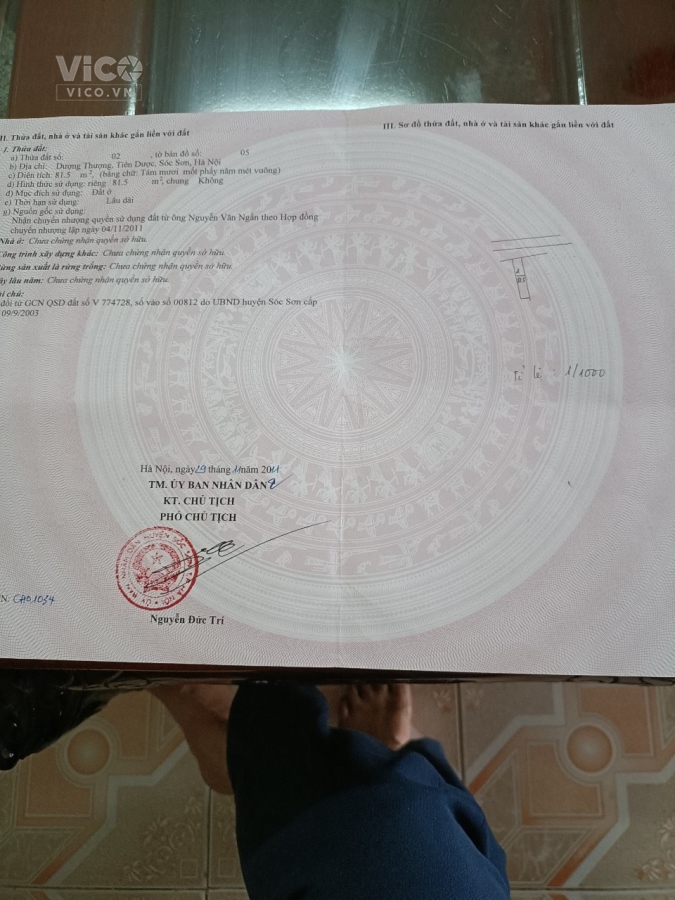 ViCO
VICO.VN
II. Thửa đất, nhà ở và tài sản khác gắn liền với đất
1. Thửa đất:
a) Thửa đất số: 02 , tờ bản đồ số: 05
b) Địa chỉ: Dược Thượng, Tiên Dược, Sóc Sơn, Hà Nội
c) Diện tích: 81.5 m², (bằng chữ: Tám mươi mốt phẩy năm mét vuông)
d) Hình thức sử dụng: riêng 81.5 m², chung Không
đ) Mục đích sử dụng: Đất ở
e) Thời hạn sử dụng: Lâu dài
g) Nguồn gốc sử dụng:
Nhận chuyển nhượng quyền sử dụng đất từ ông Nguyễn Văn Ngân theo Hợp đồng
chuyển nhượng lập ngày 04/11/2011
Nhà ở: Chưa chứng nhận quyền sở hữu
Công trình xây dựng khác: Chưa chứng nhận quyền sở hữu
Rừng sản xuất là rừng trồng: Chưa chứng nhận quyền sở hữu
ây lâu năm: Chưa chứng nhận quyền sở hữu
i chú:
đổi từ GCN QSD đất số V 774728, số vào sổ 00812 do UBND huyện Sóc Sơn cấp
09/9/2003
Hà Nội, ngày 29 tháng 11 năm 2011
TM. ỦY BAN NHÂN DÂN
KT. CHỦ TỊCH
PHÓ CHỦ TỊCH
Nguyễn Đức Trí
N: CH01034
III. Sơ đồ thửa đất, nhà ở và tài sản khác gắn liền với đất
Tỉ lệ 1/1000